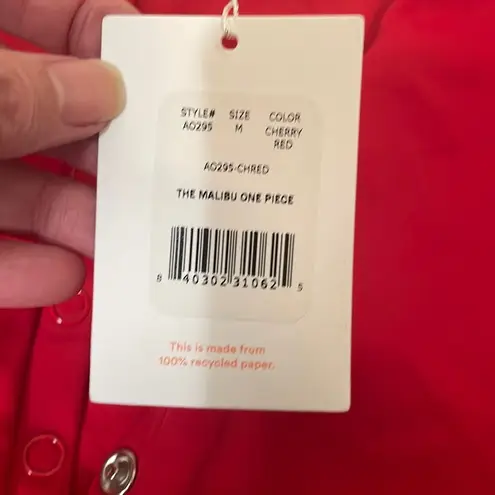 STYLE# SIZE COLOR
AO295 M CHERRY
RED
AO295-CHRED
THE MALIBU ONE PIECE
8 40302 31062 5
This is made from
100% recycled paper.